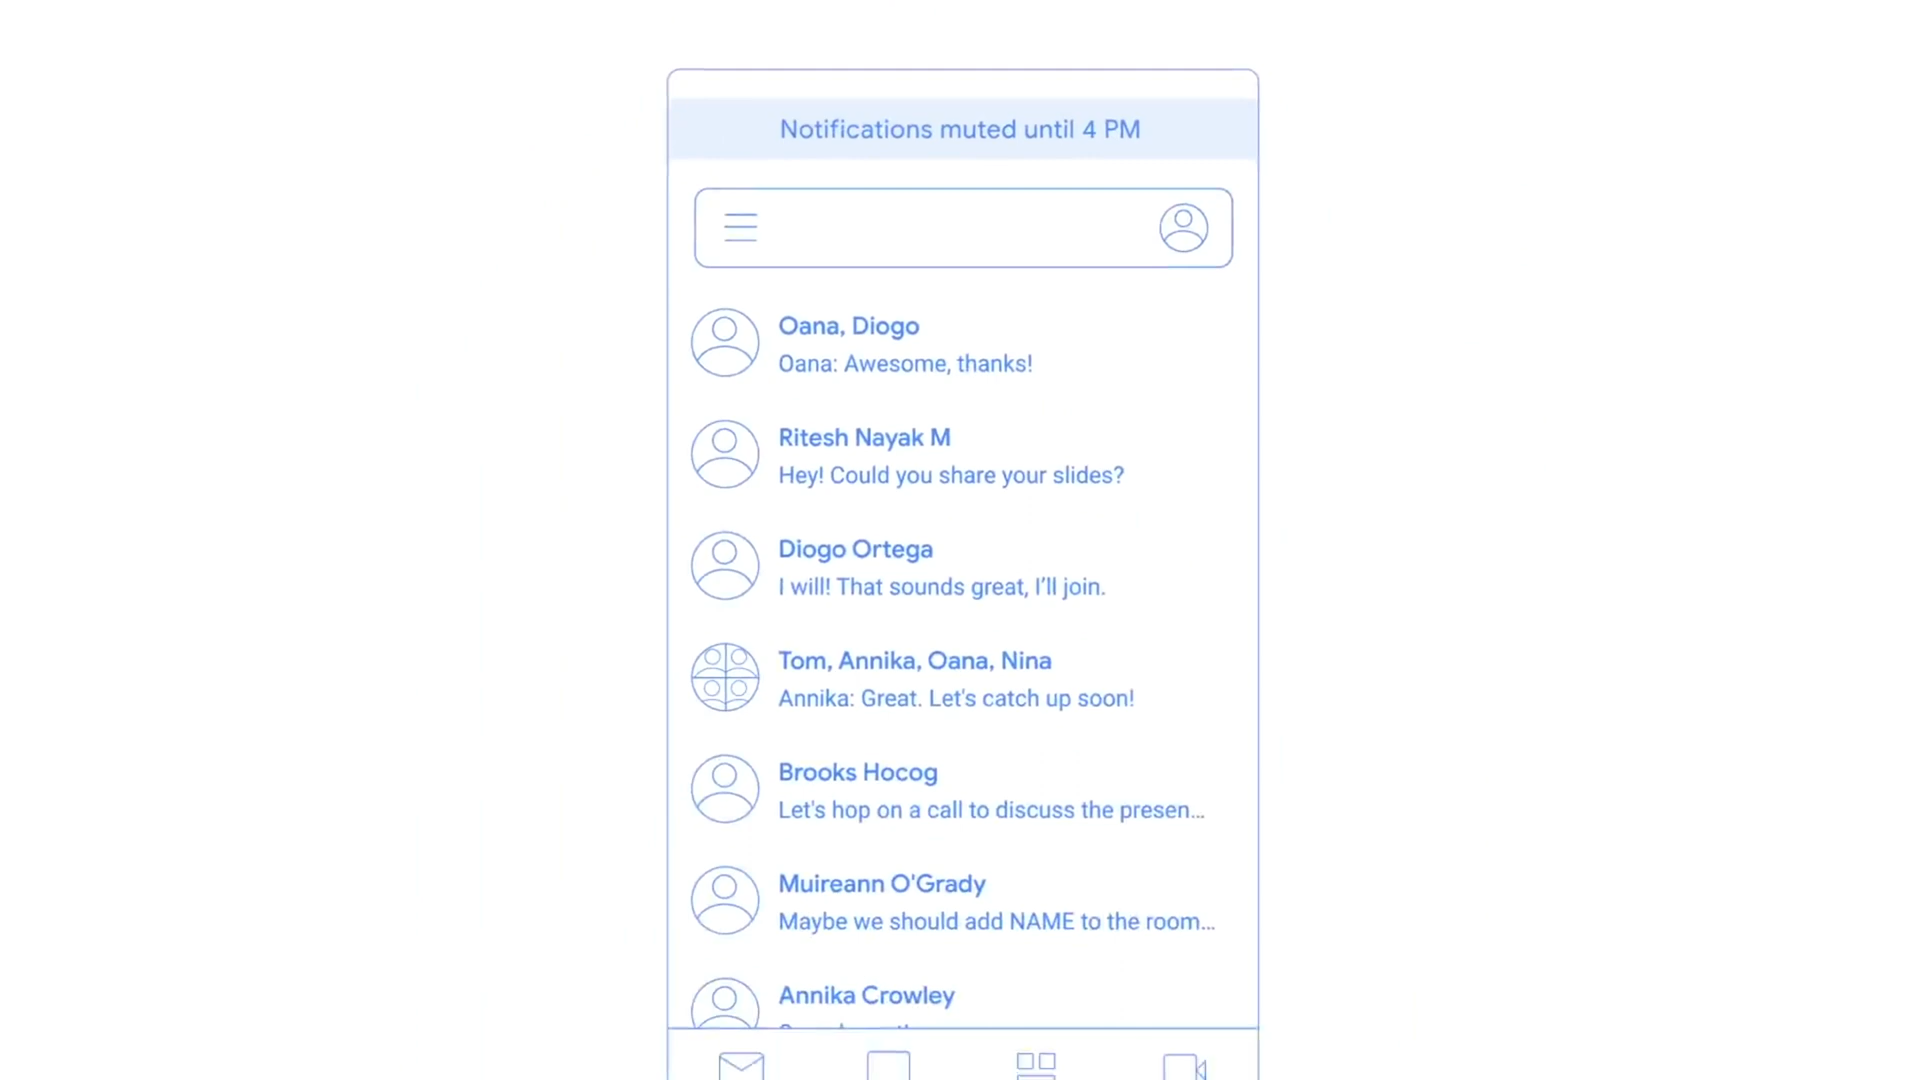 Notifications muted until 4 PM
Oana, Diogo
Oana: Awesome, thanks!
Ritesh Nayak M
Hey! Could you share your slides?
Diogo Ortega
I will! That sounds great, I’ll join.
Tom, Annika, Oana, Nina
Annika: Great. Let's catch up soon!
Brooks Hocog
Let's hop on a call to discuss the presen...
Muireann O'Grady
Maybe we should add NAME to the room...
Annika Crowley